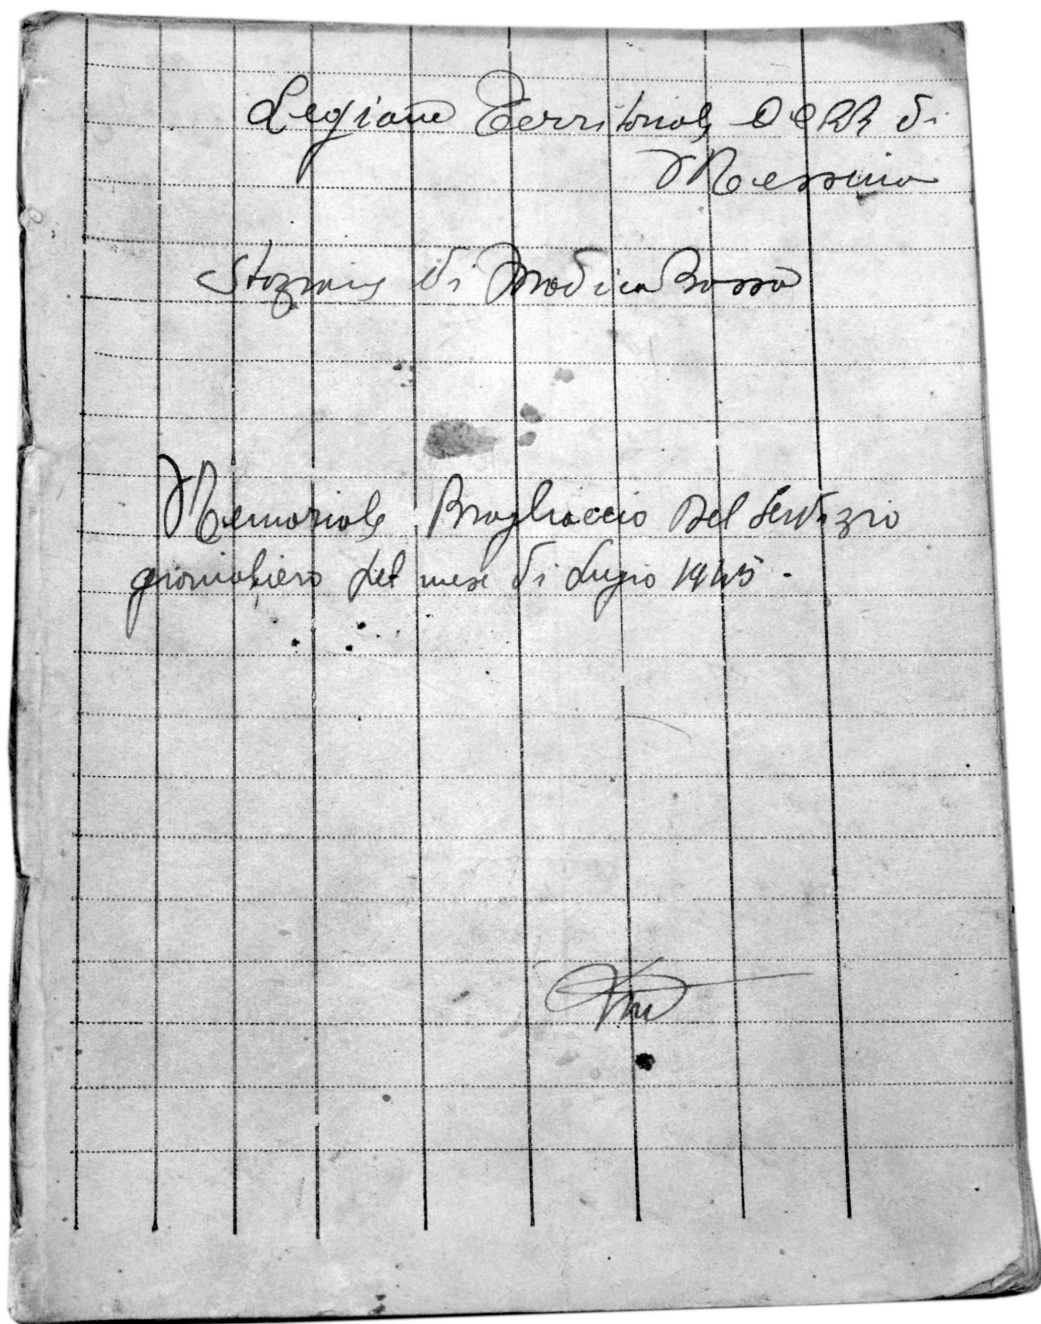 Legione Territoriale CC RR di
Messina
Stazione di Modica Bassa
Memoriale Brogliaccio del Servizio
giornaliero del mese di Luglio 1945.